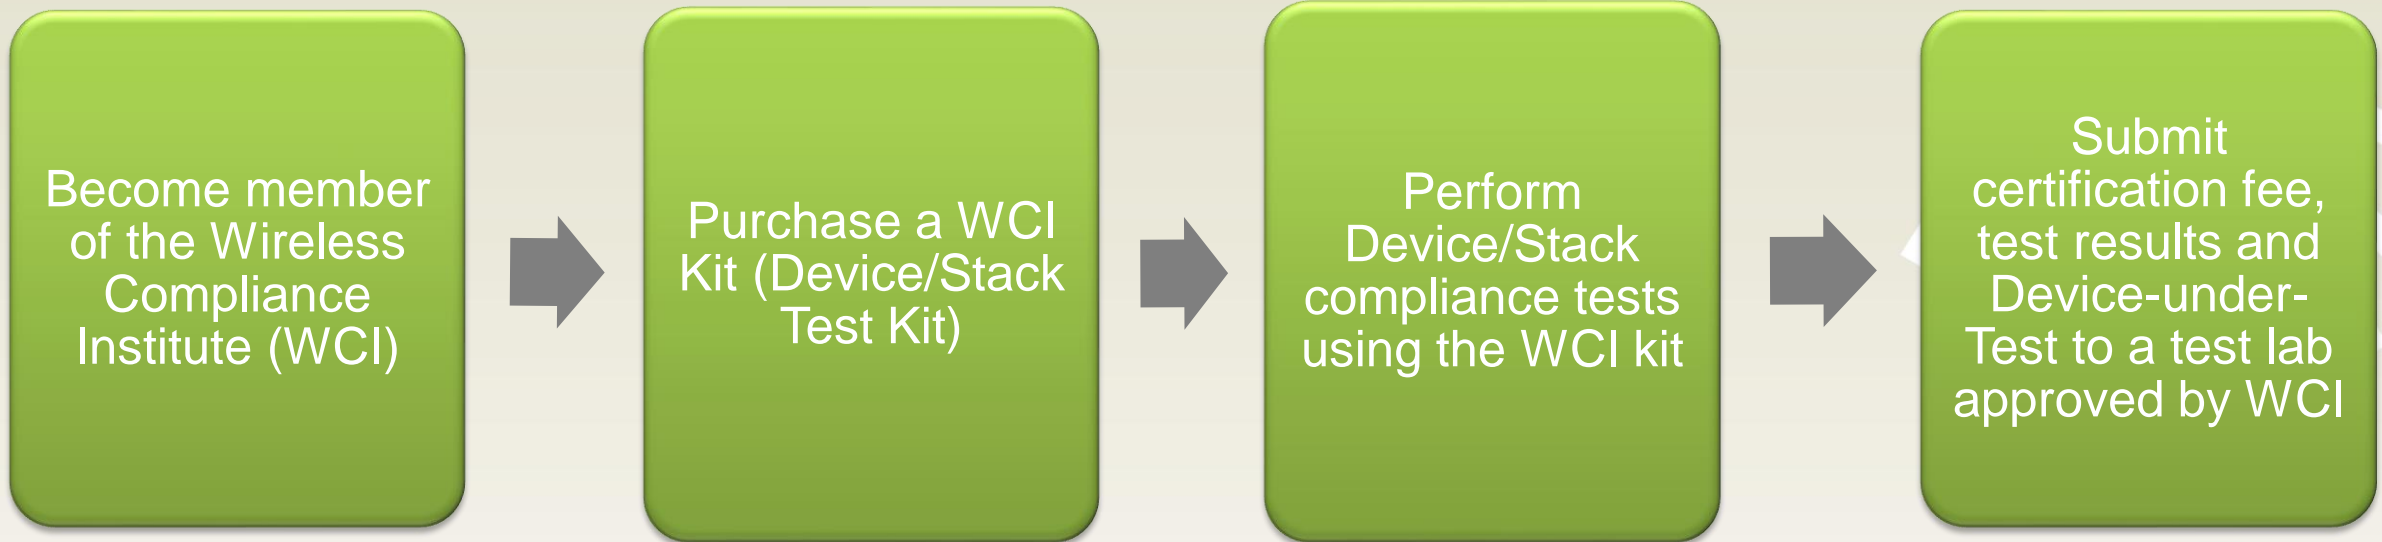 Become member
of the Wireless
Compliance
Institute (WCI)
Purchase a WCI
Kit (Device/Stack
Test Kit)
Perform
Device/Stack
compliance tests
using the WCI kit
Submit
certification fee,
test results and
Device-under-
Test to a test lab
approved by WCI